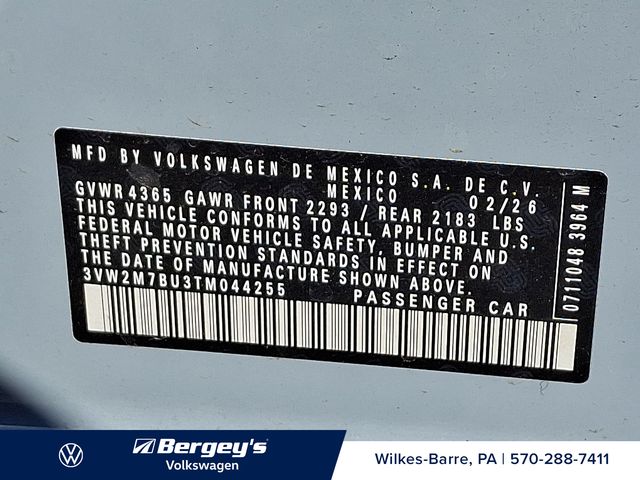 MFD BY VOLKSWAGEN DE MEXICO S.A. DE C.V.
MEXICO 02/26
GVWR 4365 GAWR FRONT 2293 / REAR 2183 LBS
THIS VEHICLE CONFORMS TO ALL APPLICABLE U.S.
FEDERAL MOTOR VEHICLE SAFETY, BUMPER AND
THEFT PREVENTION STANDARDS IN EFFECT ON
THE DATE OF MANUFACTURE SHOWN ABOVE.
3VW2M7BU3TM044255 PASSENGER CAR
0711048 3964 M
Bergey's
Volkswagen
Wilkes-Barre, PA | 570-288-7411